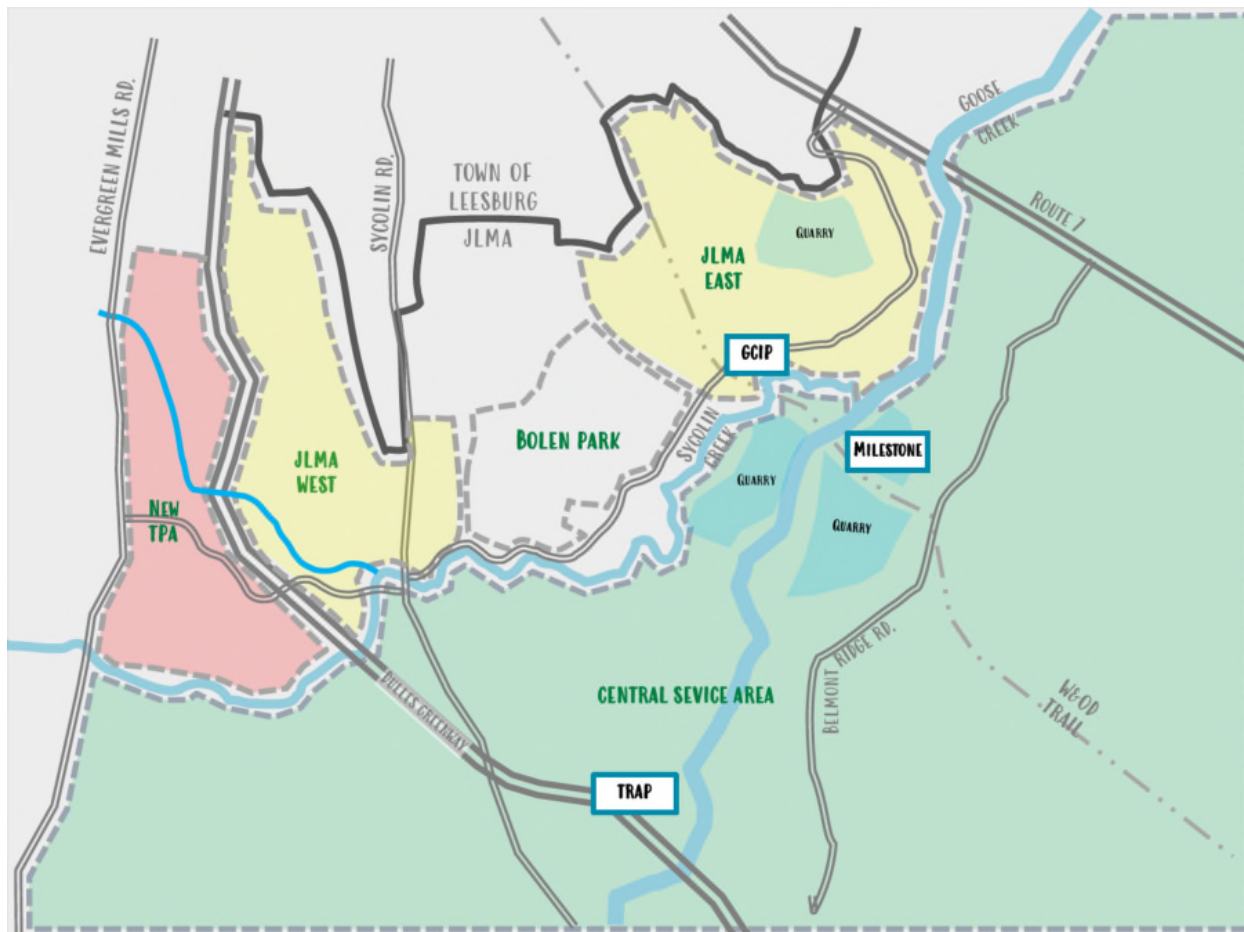 GOOSE
CREEK
EVERGREEN MILLS RD.
SYCOLIN RD.
TOWN OF
LEESBURG
JLMA
ROUTE 7
QUARRY
JLMA
EAST
GCIP
BOLEN PARK
SYCOLIN
CREEK
MILESTONE
JLMA
WEST
QUARRY
NEW
TPA
QUARRY
BELMONT RIDGE RD.
CENTRAL SEVICE AREA
W&OD
TRAIL
DULLES GREENWAY
TRAP